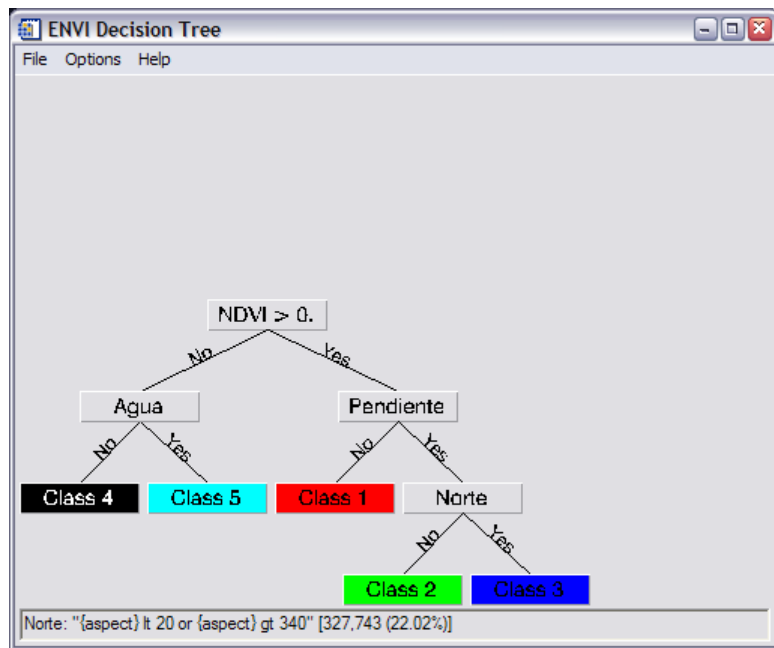 ENVI Decision Tree
File Options Help
NDVI > 0.
No Yes
Agua Pendiente
No Yes No Yes
Class 4 Class 5 Class 1 Norte
No Yes
Class 2 Class 3
Norte: "{aspect} lt 20 or {aspect} gt 340" [327,743 (22.02%)]